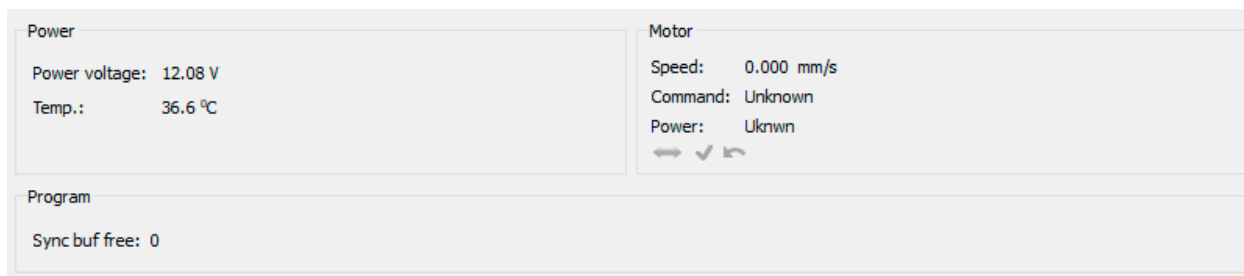 Power
Power voltage: 12.08 V
Temp.: 36.6 ⁰C
Motor
Speed: 0.000 mm/s
Command: Unknown
Power: Uknwn
Program
Sync buf free: 0